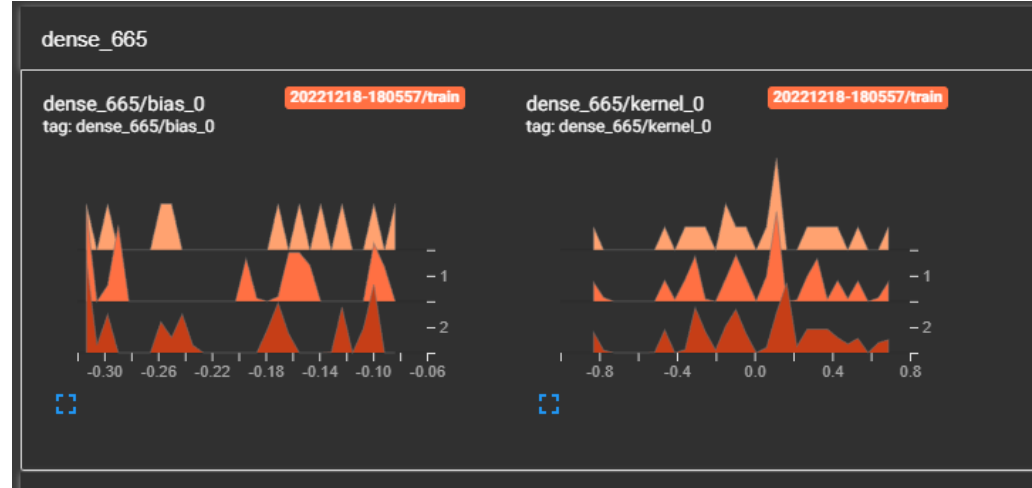 dense_665
dense_665/bias_0
20221218-180557/train
tag: dense_665/bias_0
1
2
-0.30 -0.26 -0.22 -0.18 -0.14 -0.10 -0.06
dense_665/kernel_0
20221218-180557/train
tag: dense_665/kernel_0
1
2
-0.8 -0.4 0.0 0.4 0.8